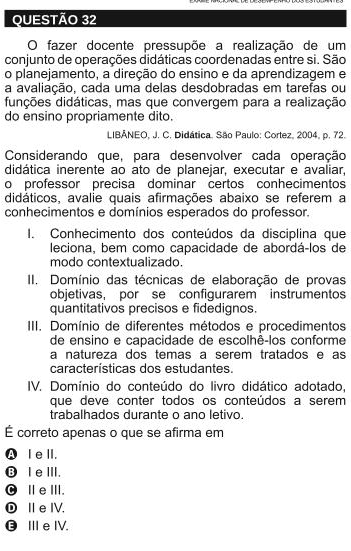 EXAME NACIONAL DE DESEMPENHO DOS ESTUDANTES
QUESTÃO 32
O fazer docente pressupõe a realização de um
conjunto de operações didáticas coordenadas entre si. São
o planejamento, a direção do ensino e da aprendizagem e
a avaliação, cada uma delas desdobradas em tarefas ou
funções didáticas, mas que convergem para a realização
do ensino propriamente dito.
LIBÂNEO, J. C. Didática. São Paulo: Cortez, 2004, p. 72.
Considerando que, para desenvolver cada operação
didática inerente ao ato de planejar, executar e avaliar,
o professor precisa dominar certos conhecimentos
didáticos, avalie quais afirmações abaixo se referem a
conhecimentos e domínios esperados do professor.
I. Conhecimento dos conteúdos da disciplina que
leciona, bem como capacidade de abordá-los de
modo contextualizado.
II. Domínio das técnicas de elaboração de provas
objetivas, por se configurarem instrumentos
quantitativos precisos e fidedignos.
III. Domínio de diferentes métodos e procedimentos
de ensino e capacidade de escolhê-los conforme
a natureza dos temas a serem tratados e as
características dos estudantes.
IV. Domínio do conteúdo do livro didático adotado,
que deve conter todos os conteúdos a serem
trabalhados durante o ano letivo.
É correto apenas o que se afirma em
A I e II.
B I e III.
C II e III.
D II e IV.
E III e IV.